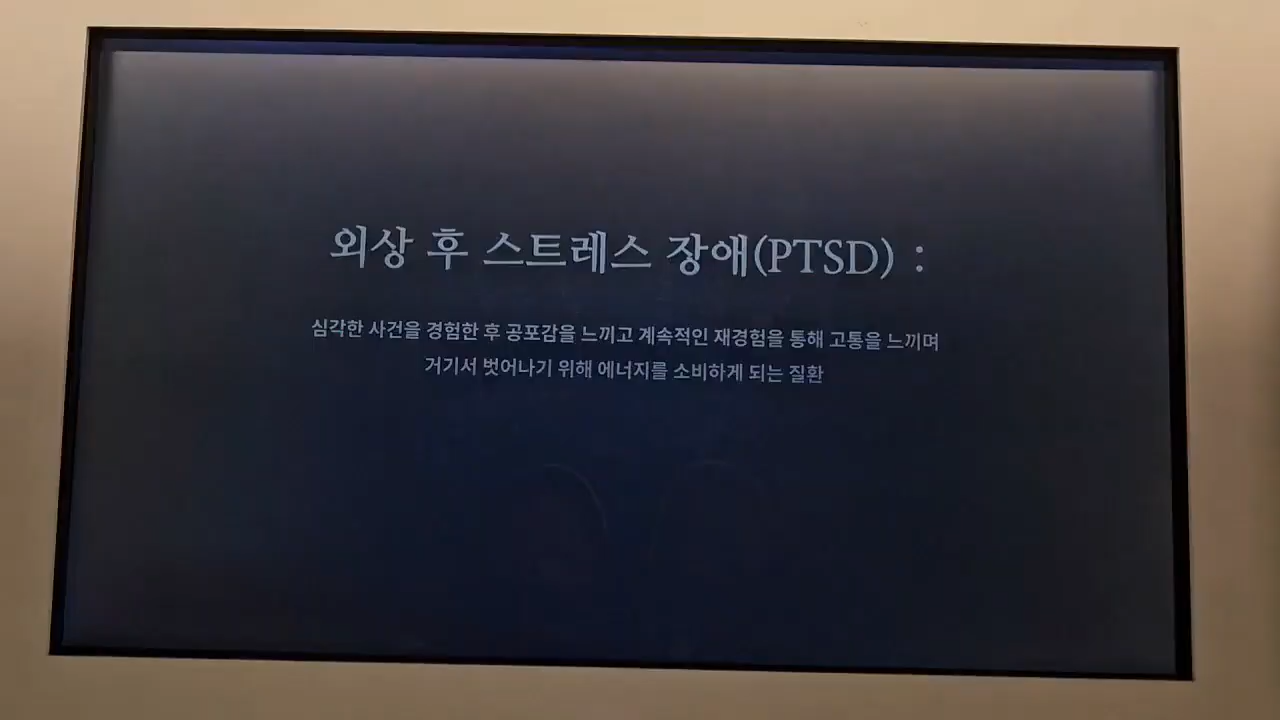 외상 후 스트레스 장애(PTSD) :
심각한 사건을 경험한 후 공포감을 느끼고 계속적인 재경험을 통해 고통을 느끼며
거기서 벗어나기 위해 에너지를 소비하게 되는 질환